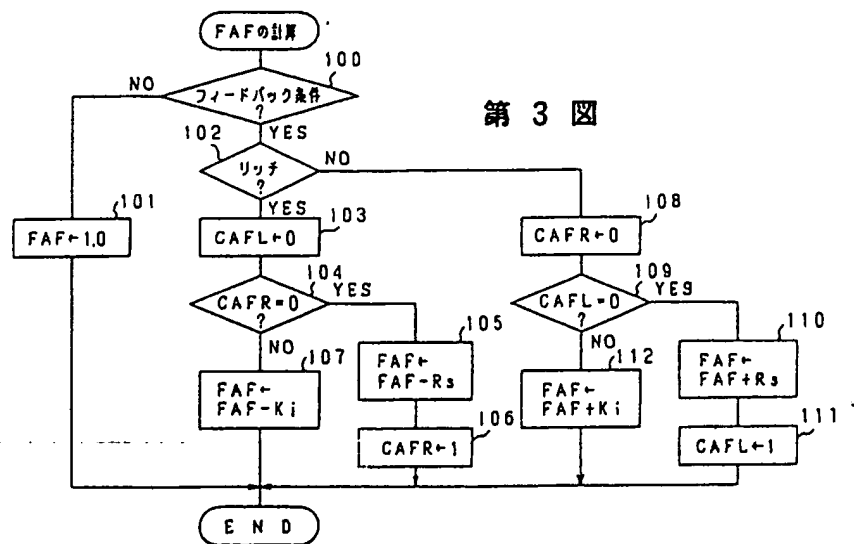 FAFの計算
100
NO
フィードバック条件
?
YES
第3図
102
リッチ
?
NO
YES
101
FAF←1.0
103
CAFL←0
108
CAFR←0
104
CAFR=0
?
YES
NO
109
CAFL=0
?
YES
NO
105
FAF←
FAF-Rs
107
FAF←
FAF-Ki
112
FAF←
FAF+Ki
110
FAF←
FAF+Rs
106
CAFR←1
111
CAFL←1
END